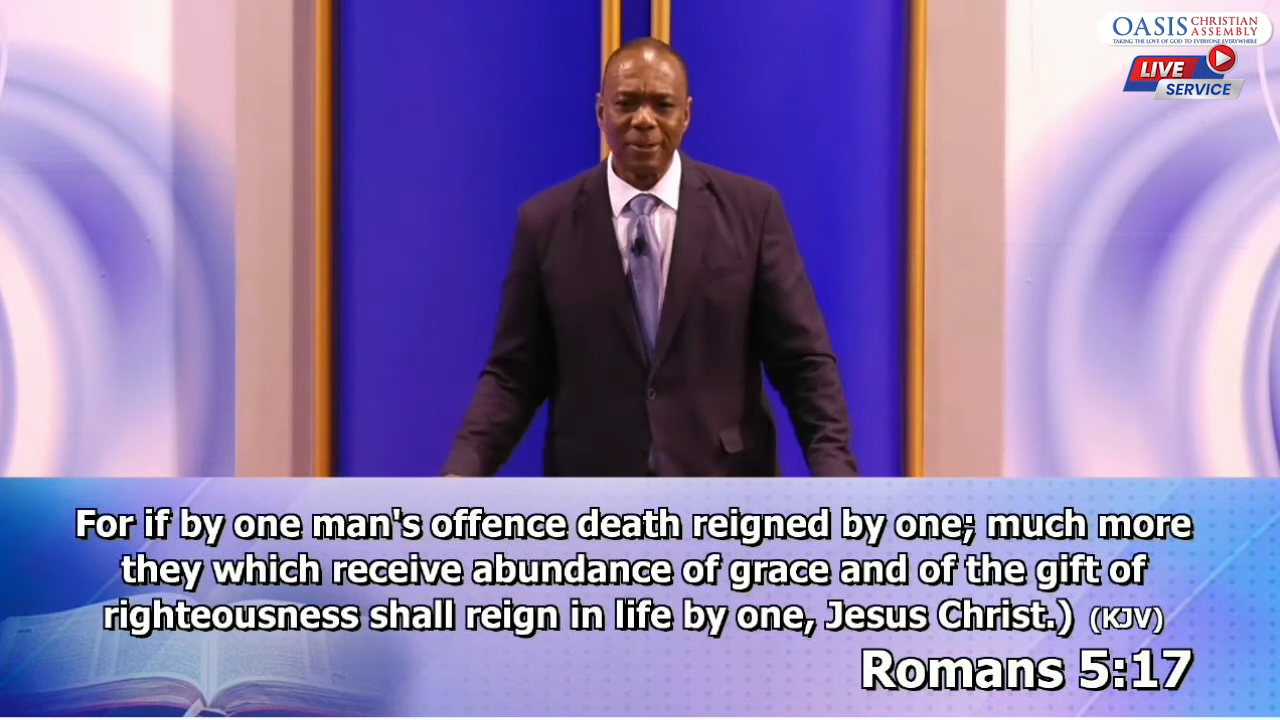 OASIS CHRISTIAN ASSEMBLY
TAKING THE LOVE OF GOD TO EVERYONE EVERYWHERE
LIVE
SERVICE
For if by one man's offence death reigned by one; much more
they which receive abundance of grace and of the gift of
righteousness shall reign in life by one, Jesus Christ.) (KJV)
Romans 5:17